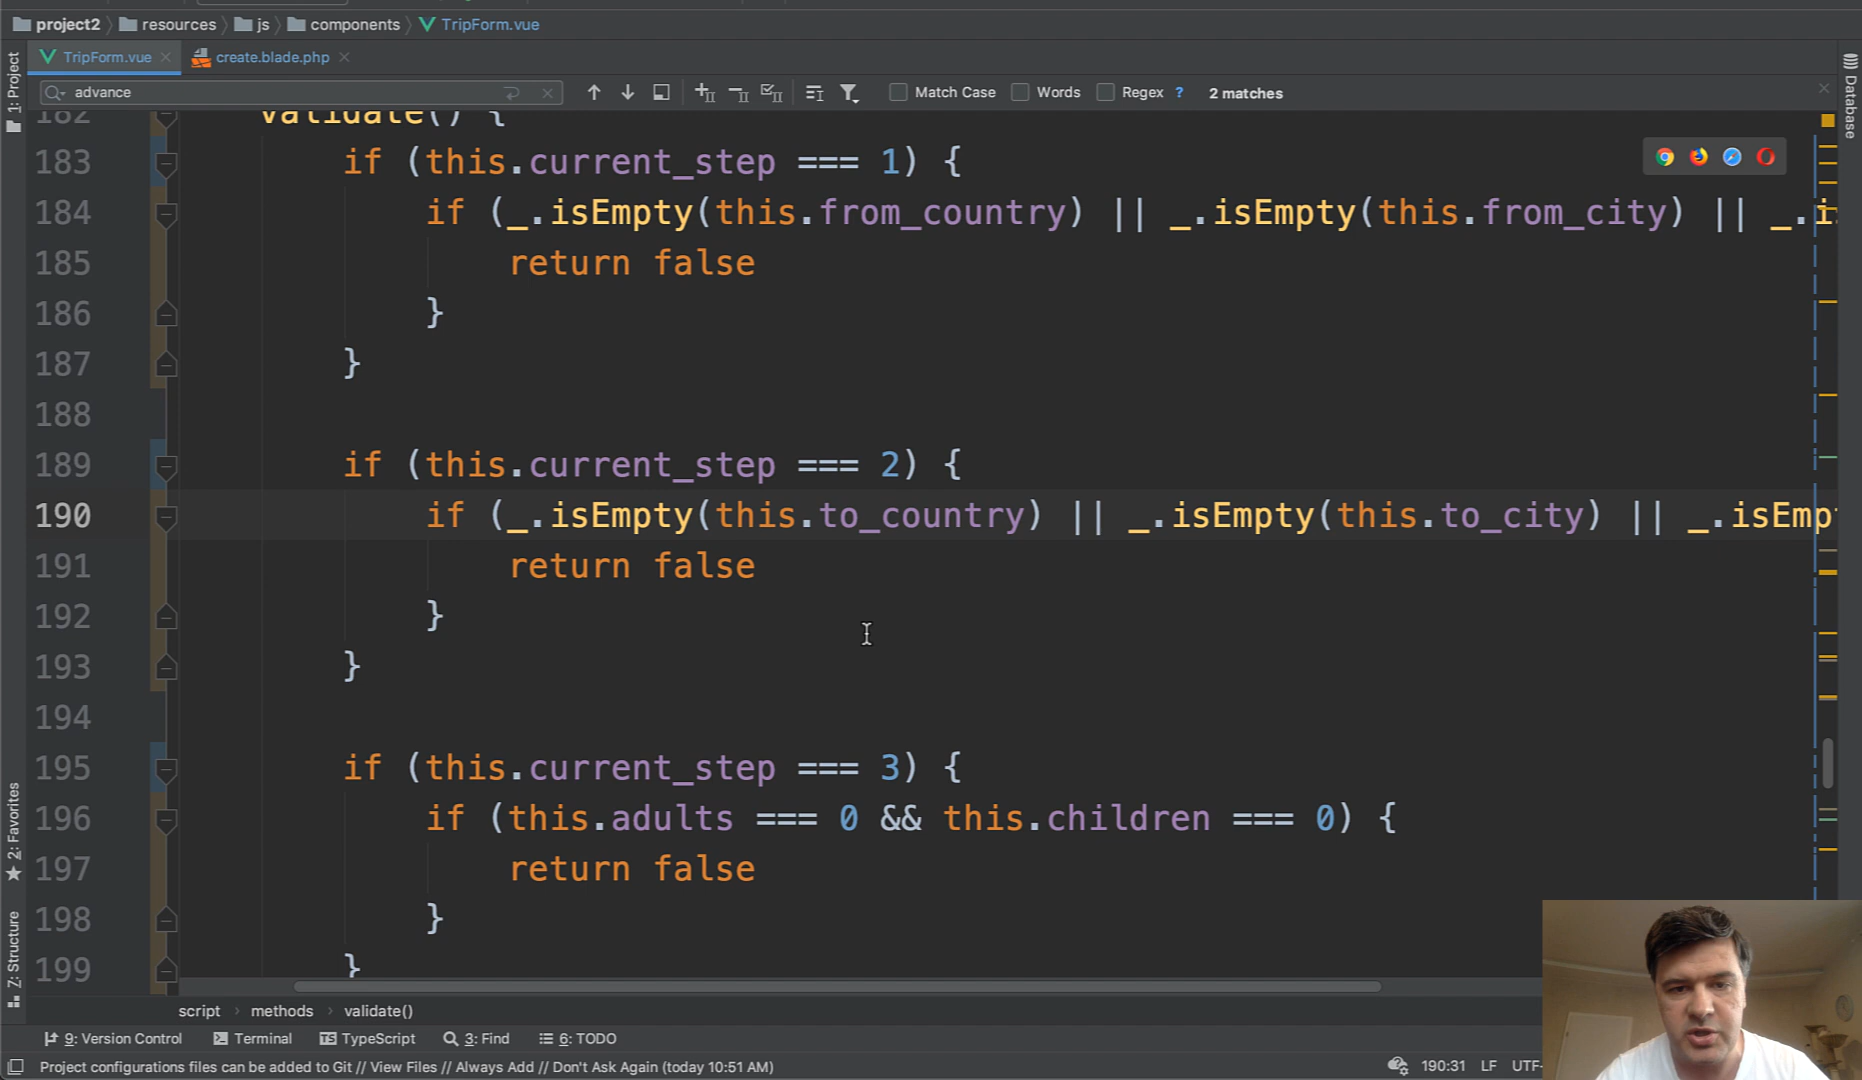 project2 resources js components TripForm.vue
TripForm.vue create.blade.php
advance Match Case Words Regex ? 2 matches
182 validate() {
183 if (this.current_step === 1) {
184 if (_.isEmpty(this.from_country) || _.isEmpty(this.from_city) || _.i
185 return false
186 }
187 }
188
189 if (this.current_step === 2) {
190 if (_.isEmpty(this.to_country) || _.isEmpty(this.to_city) || _.isEmp
191 return false
192 }
193 }
194
195 if (this.current_step === 3) {
196 if (this.adults === 0 && this.children === 0) {
197 return false
198 }
199 }
1: Project
2: Favorites
Z: Structure
Database
script methods validate()
9: Version Control Terminal TS TypeScript 3: Find 6: TODO
Project configurations files can be added to Git // View Files // Always Add // Don't Ask Again (today 10:51 AM) 190:31 LF UTF-